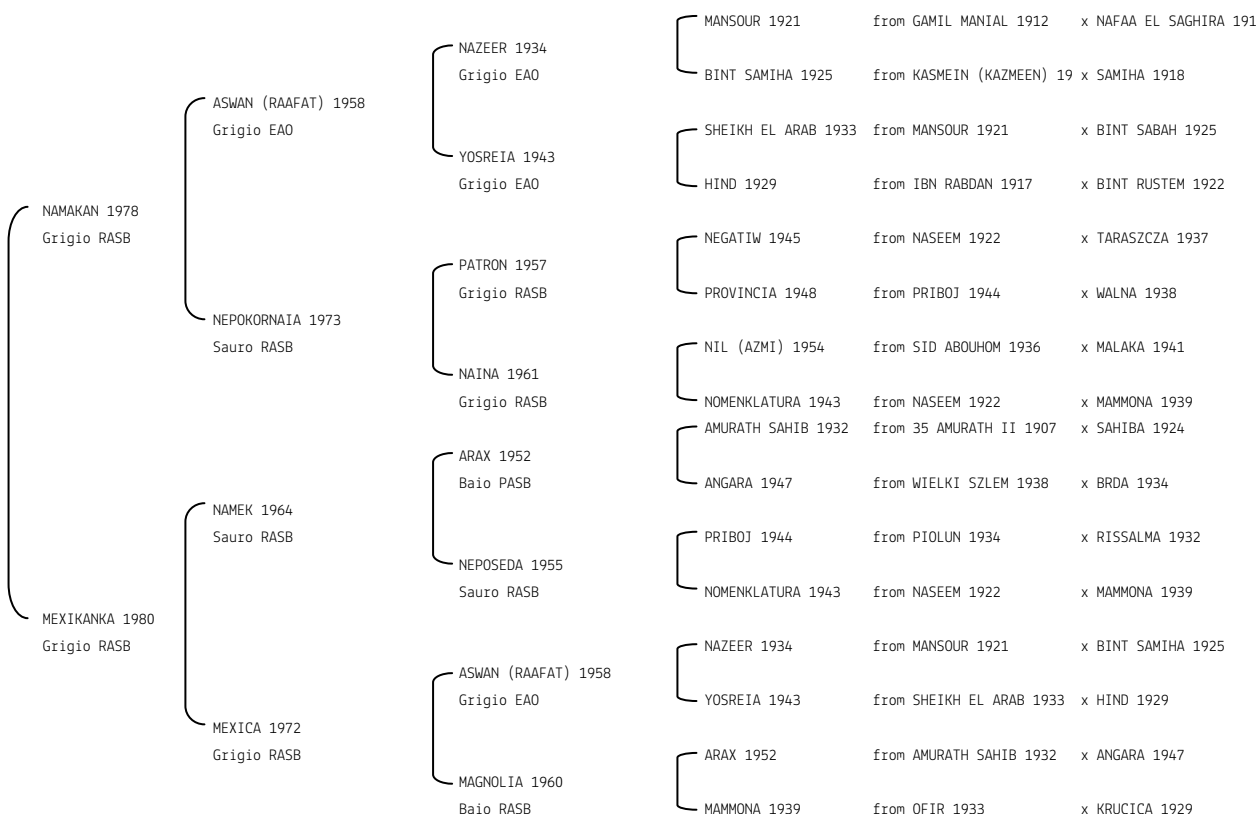 MANSOUR 1921 from GAMIL MANIAL 1912 x NAFAA EL SAGHIRA 191
NAZEER 1934
Grigio EAO
BINT SAMIHA 1925 from KASMEIN (KAZMEEN) 19 x SAMIHA 1918
ASWAN (RAAFAT) 1958
Grigio EAO
SHEIKH EL ARAB 1933 from MANSOUR 1921 x BINT SABAH 1925
YOSREIA 1943
Grigio EAO
HIND 1929 from IBN RABDAN 1917 x BINT RUSTEM 1922
NAMAKAN 1978
Grigio RASB
NEGATIW 1945 from NASEEM 1922 x TARASZCZA 1937
PATRON 1957
Grigio RASB
PROVINCIA 1948 from PRIBOJ 1944 x WALNA 1938
NEPOKORNAIA 1973
Sauro RASB
NIL (AZMI) 1954 from SID ABOUHOM 1936 x MALAKA 1941
NAINA 1961
Grigio RASB
NOMENKLATURA 1943 from NASEEM 1922 x MAMMONA 1939
AMURATH SAHIB 1932 from 35 AMURATH II 1907 x SAHIBA 1924
ARAX 1952
Baio PASB
ANGARA 1947 from WIELKI SZLEM 1938 x BRDA 1934
NAMEK 1964
Sauro RASB
PRIBOJ 1944 from PIOLUN 1934 x RISSALMA 1932
NEPOSEDA 1955
Sauro RASB
NOMENKLATURA 1943 from NASEEM 1922 x MAMMONA 1939
MEXIKANKA 1980
Grigio RASB
NAZEER 1934 from MANSOUR 1921 x BINT SAMIHA 1925
ASWAN (RAAFAT) 1958
Grigio EAO
YOSREIA 1943 from SHEIKH EL ARAB 1933 x HIND 1929
MEXICA 1972
Grigio RASB
ARAX 1952 from AMURATH SAHIB 1932 x ANGARA 1947
MAGNOLIA 1960
Baio RASB
MAMMONA 1939 from OFIR 1933 x KRUCICA 1929